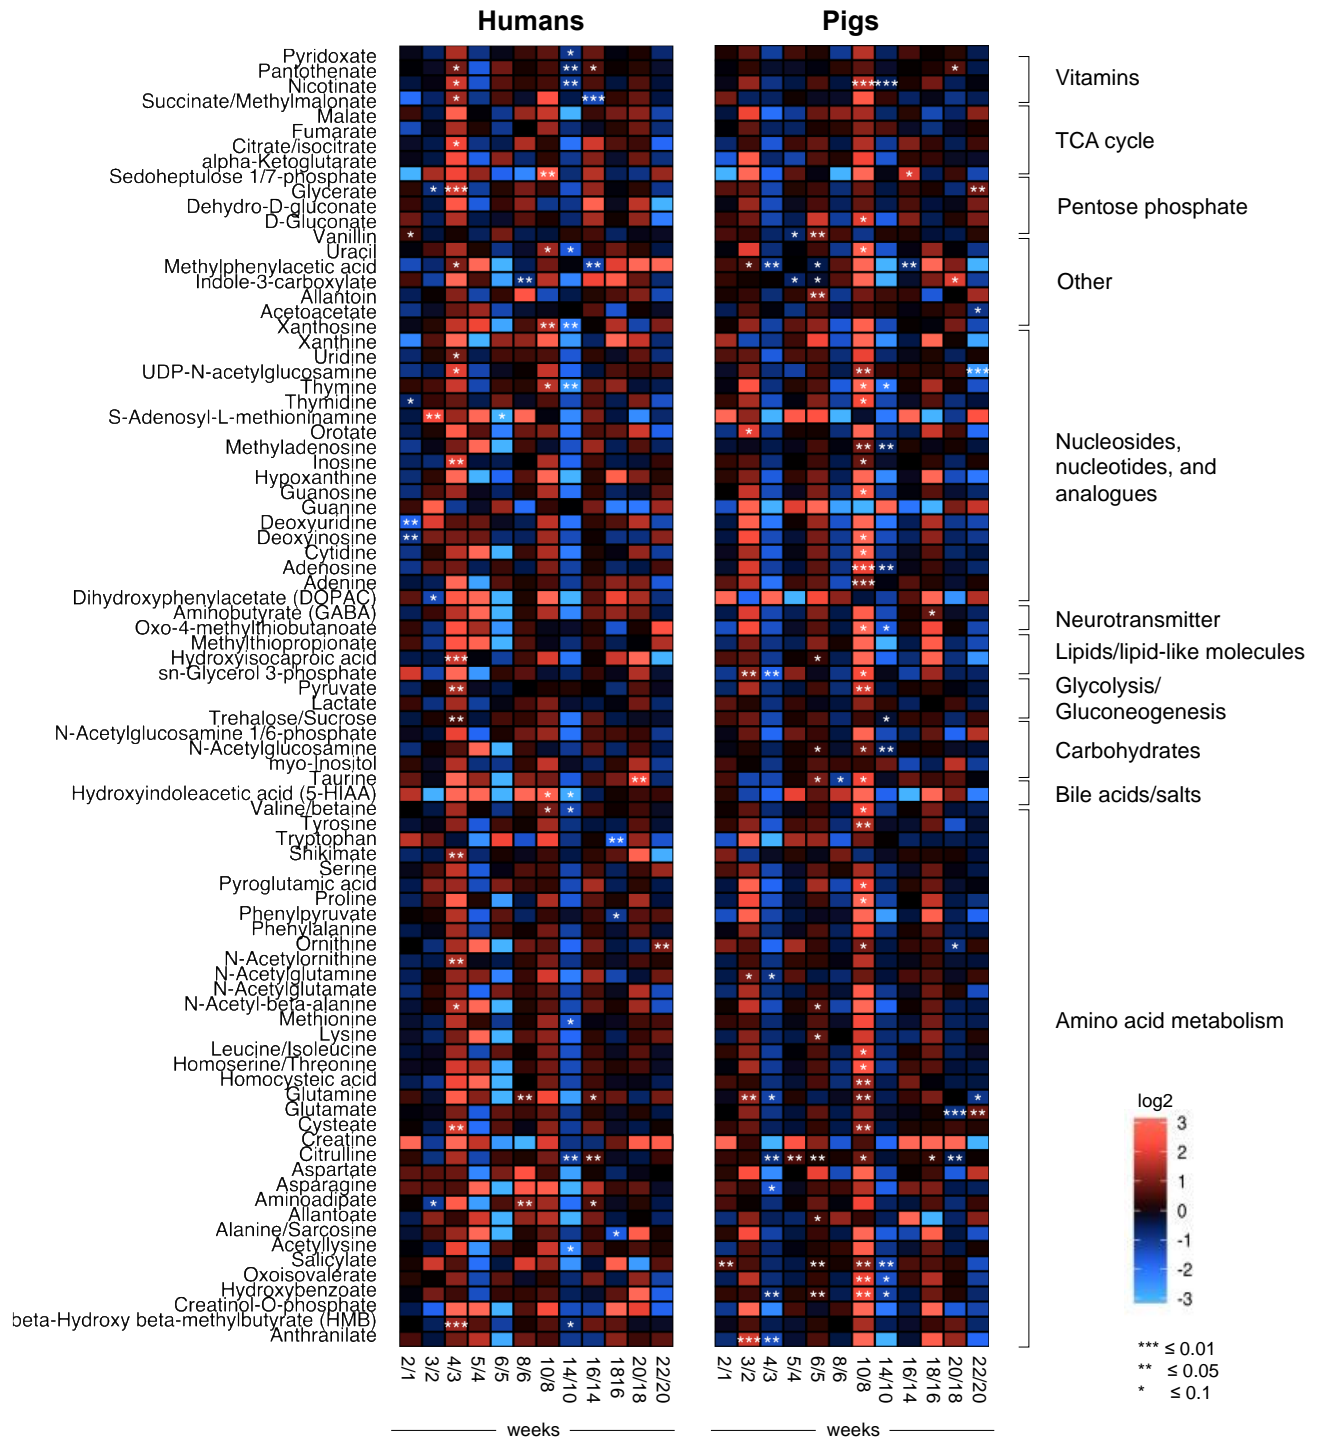 Humans
Pigs
Pyridoxate
Pantothenate
Nicotinate
Succinate/Methylmalonate
Malate
Fumarate
Citrate/isocitrate
alpha-Ketoglutarate
Sedoheptulose 1/7-phosphate
Glycerate
Dehydro-D-gluconate
D-Gluconate
Vanillin
Uracil
Methylphenylacetic acid
Indole-3-carboxylate
Allantoin
Acetoacetate
Xanthosine
Xanthine
Uridine
UDP-N-acetylglucosamine
Thymine
Thymidine
S-Adenosyl-L-methioninamine
Orotate
Methyladenosine
Inosine
Hypoxanthine
Guanosine
Guanine
Deoxyuridine
Deoxyinosine
Cytidine
Adenosine
Adenine
Dihydroxyphenylacetate (DOPAC)
Aminobutyrate (GABA)
Oxo-4-methylthiobutanoate
Methylthiopropionate
Hydroxyisocaproic acid
sn-Glycerol 3-phosphate
Pyruvate
Lactate
Trehalose/Sucrose
N-Acetylglucosamine 1/6-phosphate
N-Acetylglucosamine
myo-Inositol
Taurine
Hydroxyindoleacetic acid (5-HIAA)
Valine/betaine
Tyrosine
Tryptophan
Shikimate
Serine
Pyroglutamic acid
Proline
Phenylpyruvate
Phenylalanine
Ornithine
N-Acetylornithine
N-Acetylglutamine
N-Acetylglutamate
N-Acetyl-beta-alanine
Methionine
Lysine
Leucine/Isoleucine
Homoserine/Threonine
Homocysteic acid
Glutamine
Glutamate
Cysteate
Creatine
Citrulline
Aspartate
Asparagine
Aminoadipate
Allantoate
Alanine/Sarcosine
Acetyllysine
Salicylate
Oxoisovalerate
Hydroxybenzoate
Creatinol-O-phosphate
beta-Hydroxy beta-methylbutyrate (HMB)
Anthranilate
2/1 3/2 4/3 5/4 6/5 8/6 10/8 14/10 16/14 1816 20/18 22/20
weeks
2/1 3/2 4/3 5/4 6/5 8/6 10/8 14/10 16/14 18/16 20/18 22/20
weeks
Vitamins
TCA cycle
Pentose phosphate
Other
Nucleosides,
nucleotides, and
analogues
Neurotransmitter
Lipids/lipid-like molecules
Glycolysis/
Gluconeogenesis
Carbohydrates
Bile acids/salts
Amino acid metabolism
log2
3
2
1
0
-1
-2
-3
*** ≤ 0.01
** ≤ 0.05
* ≤ 0.1